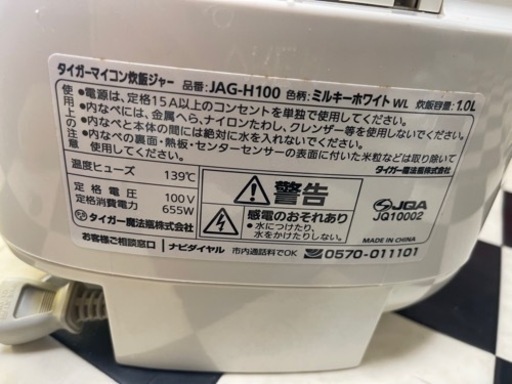 タイガーマイコン炊飯ジャー 品番: JAG-H100 色柄: ミルキーホワイト WL 炊飯容量: 1.0L
使用上の注意
●電源は、定格15A以上のコンセントを単独で使用してください。
●内なべには、金属へら、ナイロンたわし、クレンザー等を使用しないでください。
●内なべと本体の間には絶対に水を入れないでください。
●内なべの裏面・熱板・センターセンサーの表面に付いた米粒などは取り除いて使用してください。
タイガー魔法瓶株式会社
温度ヒューズ 139℃
定格電圧 100V
定格消費電力 655W
タイガー魔法瓶株式会社
警告
感電のおそれあり
●水につけたり、
水をかけたりしない。
JQA
JQ10002
MADE IN CHINA
お客様ご相談窓口 ナビダイヤル 市内通話料でOK 0570-011101